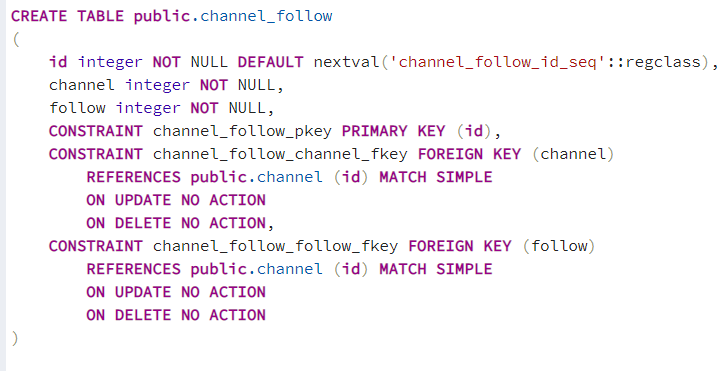 CREATE TABLE public.channel_follow
(
    id integer NOT NULL DEFAULT nextval('channel_follow_id_seq'::regclass),
    channel integer NOT NULL,
    follow integer NOT NULL,
    CONSTRAINT channel_follow_pkey PRIMARY KEY (id),
    CONSTRAINT channel_follow_channel_fkey FOREIGN KEY (channel)
        REFERENCES public.channel (id) MATCH SIMPLE
        ON UPDATE NO ACTION
        ON DELETE NO ACTION,
    CONSTRAINT channel_follow_follow_fkey FOREIGN KEY (follow)
        REFERENCES public.channel (id) MATCH SIMPLE
        ON UPDATE NO ACTION
        ON DELETE NO ACTION
)